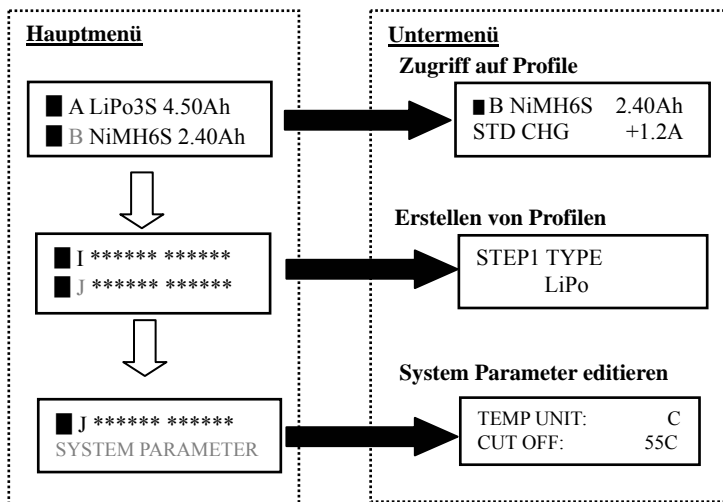 Hauptmenü
■ A LiPo3S 4.50Ah
■ B NiMH6S 2.40Ah
■ I ****** ******
■ J ****** ******
■ J ****** ******
SYSTEM PARAMETER
Untermenü
Zugriff auf Profile
■ B NiMH6S 2.40Ah
STD CHG +1.2A
Erstellen von Profilen
STEP1 TYPE
LiPo
System Parameter editieren
TEMP UNIT: C
CUT OFF: 55C